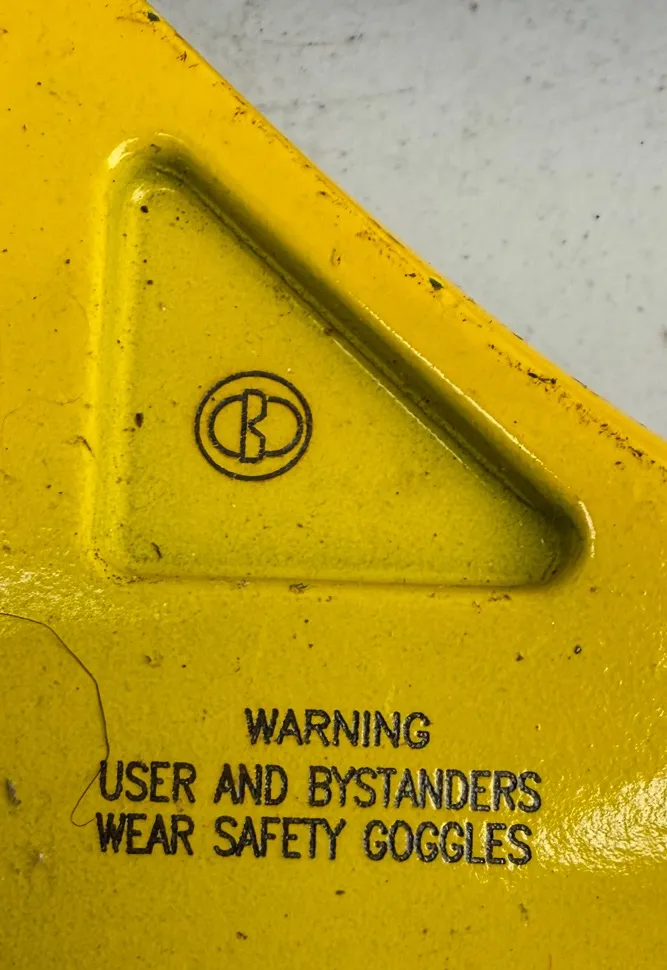 WARNING
USER AND BYSTANDERS
WEAR SAFETY GOGGLES